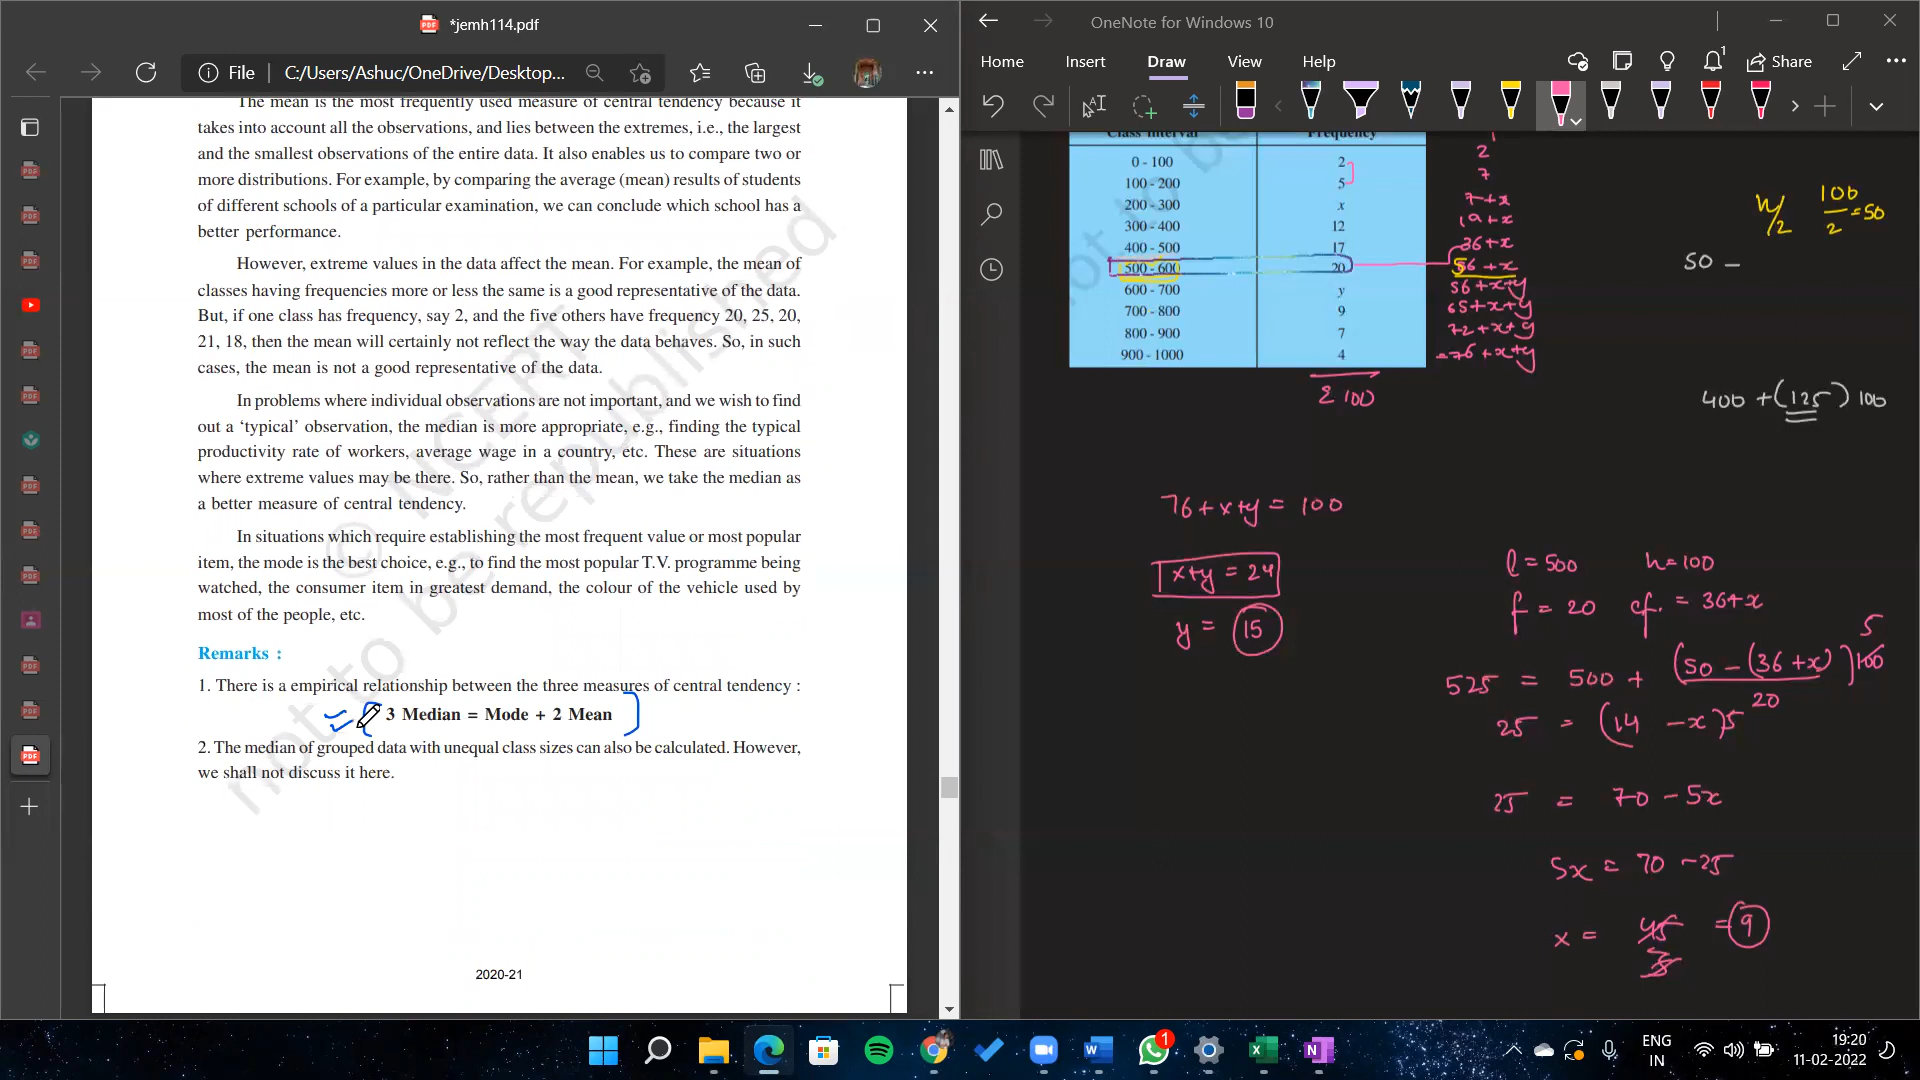 *jemh114.pdf
File
C:/Users/Ashuc/OneDrive/Desktop...
The mean is the most frequently used measure of central tendency because it
takes into account all the observations, and lies between the extremes, i.e., the largest
and the smallest observations of the entire data. It also enables us to compare two or
more distributions. For example, by comparing the average (mean) results of students
of different schools of a particular examination, we can conclude which school has a
better performance.
However, extreme values in the data affect the mean. For example, the mean of
classes having frequencies more or less the same is a good representative of the data.
But, if one class has frequency, say 2, and the five others have frequency 20, 25, 20,
21, 18, then the mean will certainly not reflect the way the data behaves. So, in such
cases, the mean is not a good representative of the data.
In problems where individual observations are not important, and we wish to find
out a ‘typical’ observation, the median is more appropriate, e.g., finding the typical
productivity rate of workers, average wage in a country, etc. These are situations
where extreme values may be there. So, rather than the mean, we take the median as
a better measure of central tendency.
In situations which require establishing the most frequent value or most popular
item, the mode is the best choice, e.g., to find the most popular T.V. programme being
watched, the consumer item in greatest demand, the colour of the vehicle used by
most of the people, etc.
Remarks :
1. There is a empirical relationship between the three measures of central tendency :
3 Median = Mode + 2 Mean
2. The median of grouped data with unequal class sizes can also be calculated. However,
we shall not discuss it here.
2020-21
© NCERT
not to be republished
OneNote for Windows 10
Home Insert Draw View Help
Share
Class interval Frequency
0 - 100 2 2
100 - 200 5 7
200 - 300 x 7+x
300 - 400 12 19+x
400 - 500 17 36+x
500 - 600 20 56+x
600 - 700 y 56+x+y
700 - 800 9 65+x+y
800 - 900 7 72+x+y
900 - 1000 4 =76+x+y
Σ 100
n/2 100/2 = 50
50 –
400 + (125) 100
76+x+y = 100
x+y = 24
y = 15
l = 500 h = 100
f = 20 cf. = 36+x
5
525 = 500 + (50 – (36+x)) 100
20
25 = (14 – x) 5
25 = 70 – 5x
5x = 70 – 25
x = 45 = 9
5
1
1
ENG
IN
19:20
11-02-2022